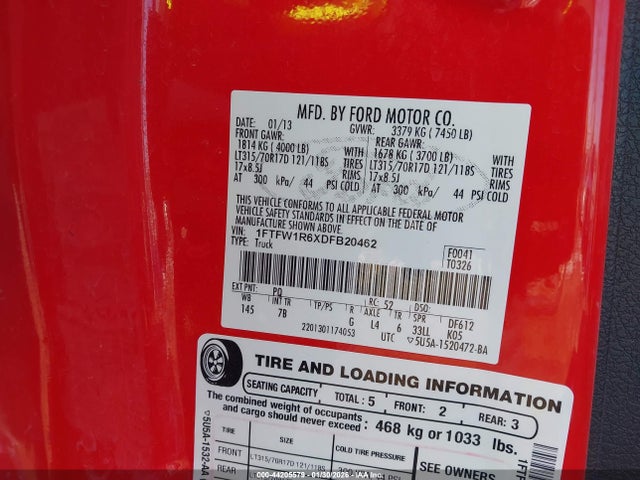 MFD. BY FORD MOTOR CO.
01/13 GVWR: 3379 KG ( 7450 LB)
FRONT GAWR: REAR GAWR:
1814 KG ( 4000 LB) WITH 1678 KG ( 3700 LB) WITH
LT315/70R17D 121/118S TIRES LT315/70R17D 121/118S TIRES
17x8.5J RIMS 17x8.5J RIMS
AT 300 kPa/ 44 PSI COLD AT 300 kPa/ 44 PSI COLD
THIS VEHICLE CONFORMS TO ALL APPLICABLE FEDERAL MOTOR
VEHICLE SAFETY STANDARDS IN EFFECT ON THE DATE OF
MANUFACTURE SHOWN ABOVE.
VIN: 1FTFW1R6XDFB20462 F0041
TYPE: Truck T0326
EXT PNT: PQ RC: 52 DSO:
WB INT TR TP/PS R AXLE TR SPR DF612
145 7B G L4 6 33LL K05
2201301174053 UTC ▽5U5A-1520472-BA
TIRE AND LOADING INFORMATION
SEATING CAPACITY TOTAL : 5 FRONT: 2 REAR: 3
The combined weight of occupants
and cargo should never exceed : 468 kg or 1033 lbs.
TIRE SIZE COLD TIRE PRESSURE
FRONT LT315/70R17D 121/118S SEE OWNERS
REAR
▽5U5A-1532-AA
000-44205579 - 01/30/2026 - IAA Vehicle